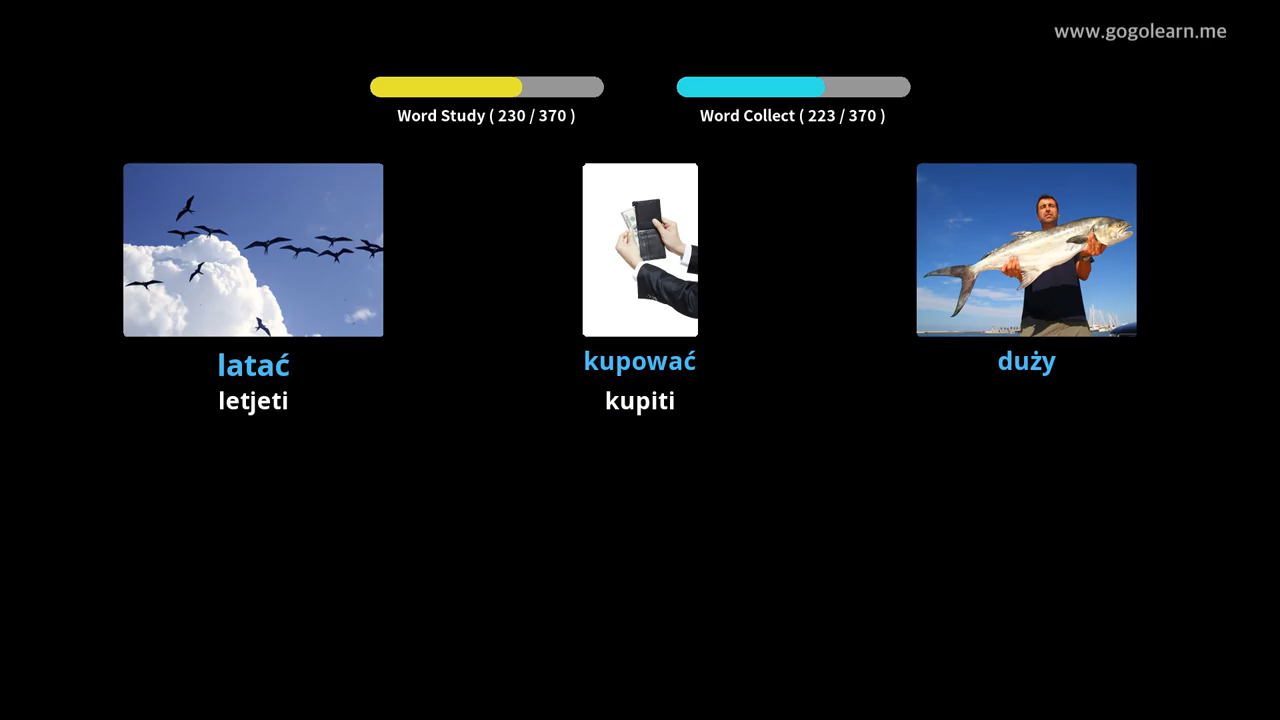 www.gogolearn.me
Word Study ( 230 / 370 )
Word Collect ( 223 / 370 )
latać
kupować
duży
letjeti
kupiti